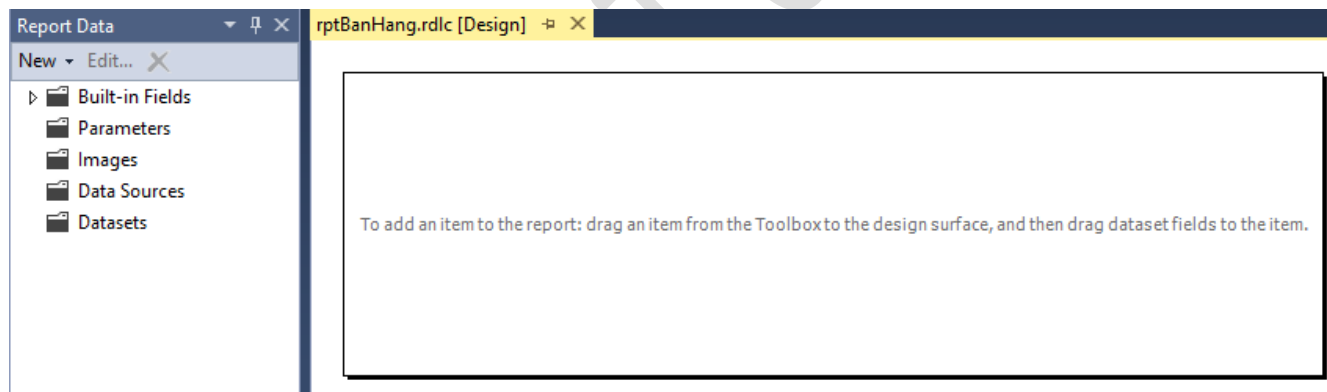 Report Data
rptBanHang.rdlc [Design]
New Edit...
Built-in Fields
Parameters
Images
Data Sources
Datasets
To add an item to the report: drag an item from the Toolbox to the design surface, and then drag dataset fields to the item.